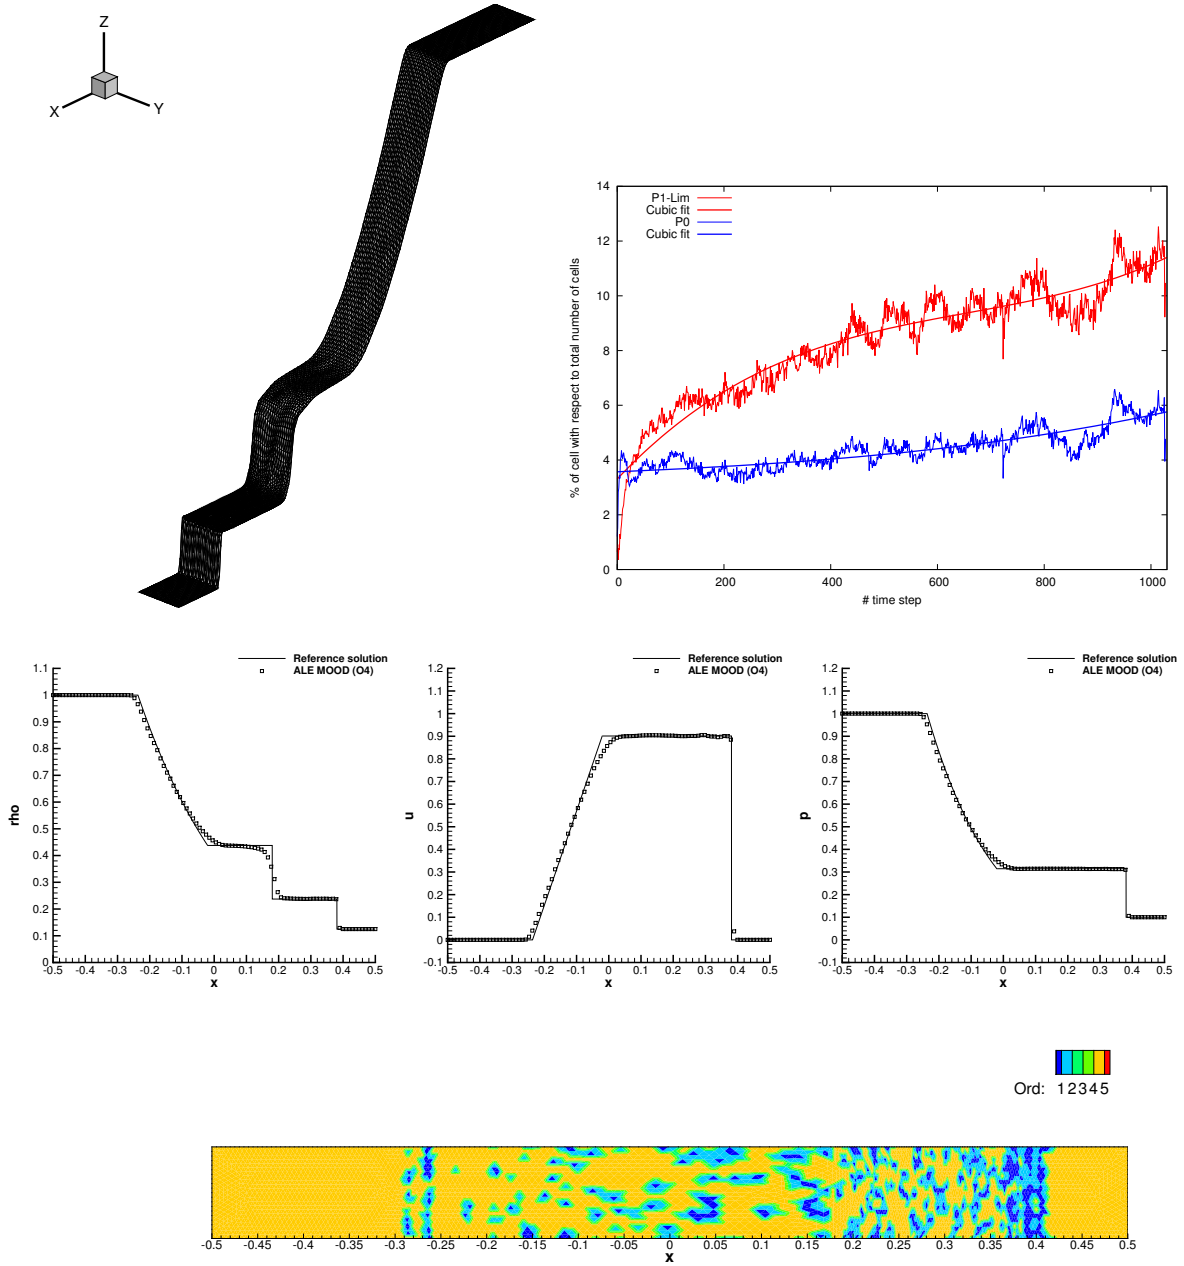 Z
X
Y
14
12
10
8
6
4
2
0
P1-Lim
Cubic fit
P0
Cubic fit
% of cell with respect to total number of cells
0 200 400 600 800 1000
# time step
Reference solution
ALE MOOD (O4)
1.1
1
0.9
0.8
0.7
0.6
0.5
0.4
0.3
0.2
0.1
0
rho
-0.5 -0.4 -0.3 -0.2 -0.1 0 0.1 0.2 0.3 0.4 0.5
x
Reference solution
ALE MOOD (O4)
1.2
1.1
1
0.9
0.8
0.7
0.6
0.5
0.4
0.3
0.2
0.1
0
-0.1
u
-0.5 -0.4 -0.3 -0.2 -0.1 0 0.1 0.2 0.3 0.4 0.5
x
Reference solution
ALE MOOD (O4)
1.2
1.1
1
0.9
0.8
0.7
0.6
0.5
0.4
0.3
0.2
0.1
0
-0.1
p
-0.5 -0.4 -0.3 -0.2 -0.1 0 0.1 0.2 0.3 0.4 0.5
x
Ord: 1 2 3 4 5
-0.5 -0.45 -0.4 -0.35 -0.3 -0.25 -0.2 -0.15 -0.1 -0.05 0 0.05 0.1 0.15 0.2 0.25 0.3 0.35 0.4 0.45 0.5
x